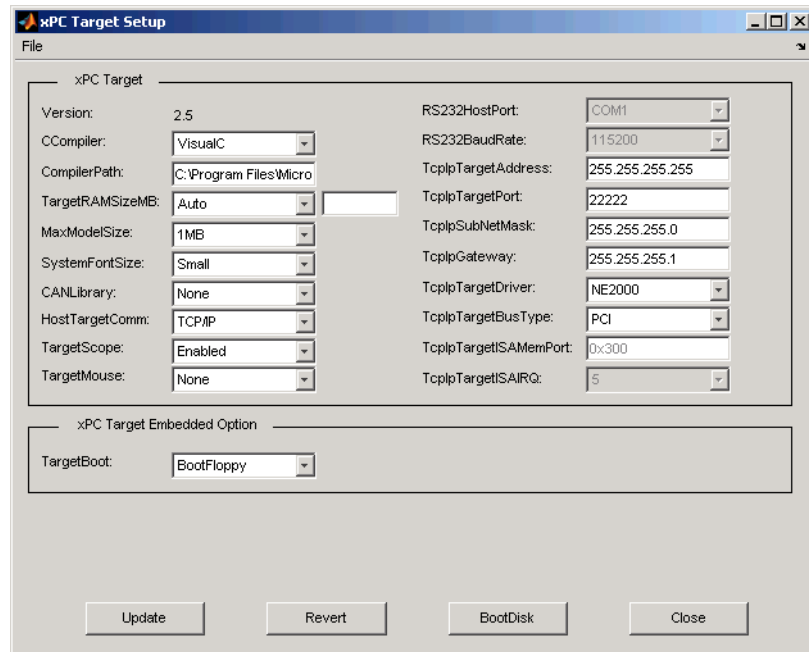 xPC Target Setup
File
xPC Target
Version: 2.5
CCompiler: VisualC
CompilerPath: C:\Program Files\Micro
TargetRAMSizeMB: Auto
MaxModelSize: 1MB
SystemFontSize: Small
CANLibrary: None
HostTargetComm: TCP/IP
TargetScope: Enabled
TargetMouse: None
RS232HostPort: COM1
RS232BaudRate: 115200
TcpIpTargetAddress: 255.255.255.255
TcpIpTargetPort: 22222
TcpIpSubNetMask: 255.255.255.0
TcpIpGateway: 255.255.255.1
TcpIpTargetDriver: NE2000
TcpIpTargetBusType: PCI
TcpIpTargetISAMemPort: 0x300
TcpIpTargetISAIRQ: 5
xPC Target Embedded Option
TargetBoot: BootFloppy
Update Revert BootDisk Close